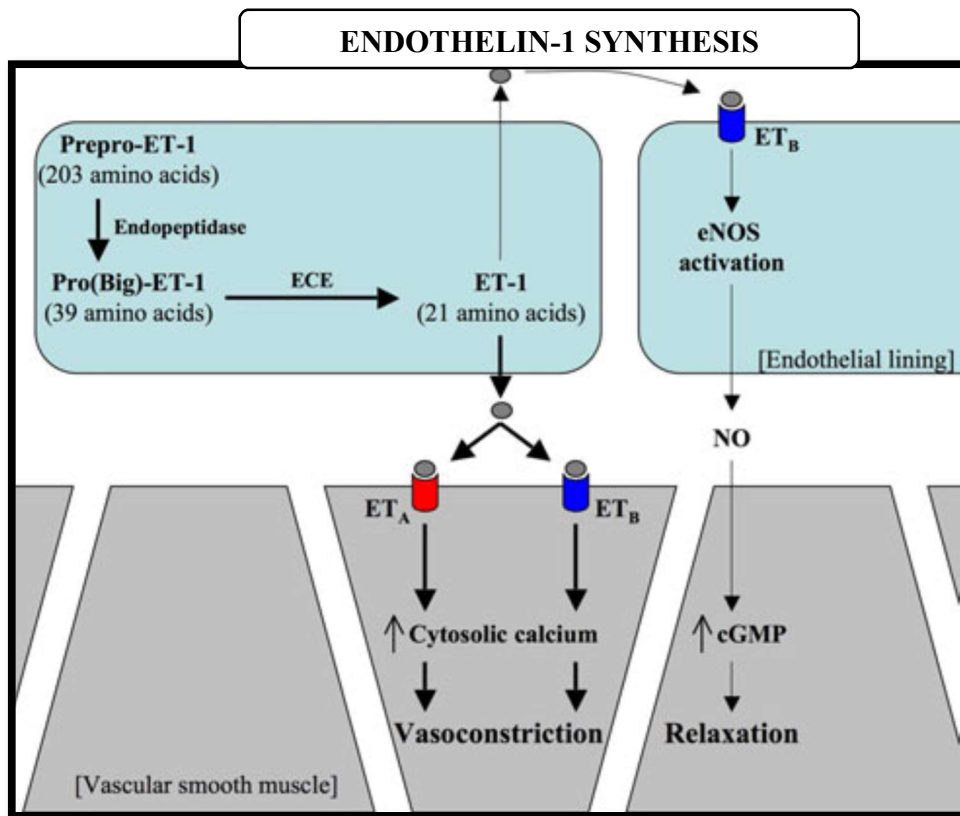 ENDOTHELIN-1 SYNTHESIS
Prepro-ET-1
(203 amino acids)
Endopeptidase
Pro(Big)-ET-1
(39 amino acids)
ECE
ET-1
(21 amino acids)
ETB
eNOS
activation
[Endothelial lining]
NO
ETA
ETB
↑ Cytosolic calcium
↑ cGMP
Vasoconstriction
Relaxation
[Vascular smooth muscle]